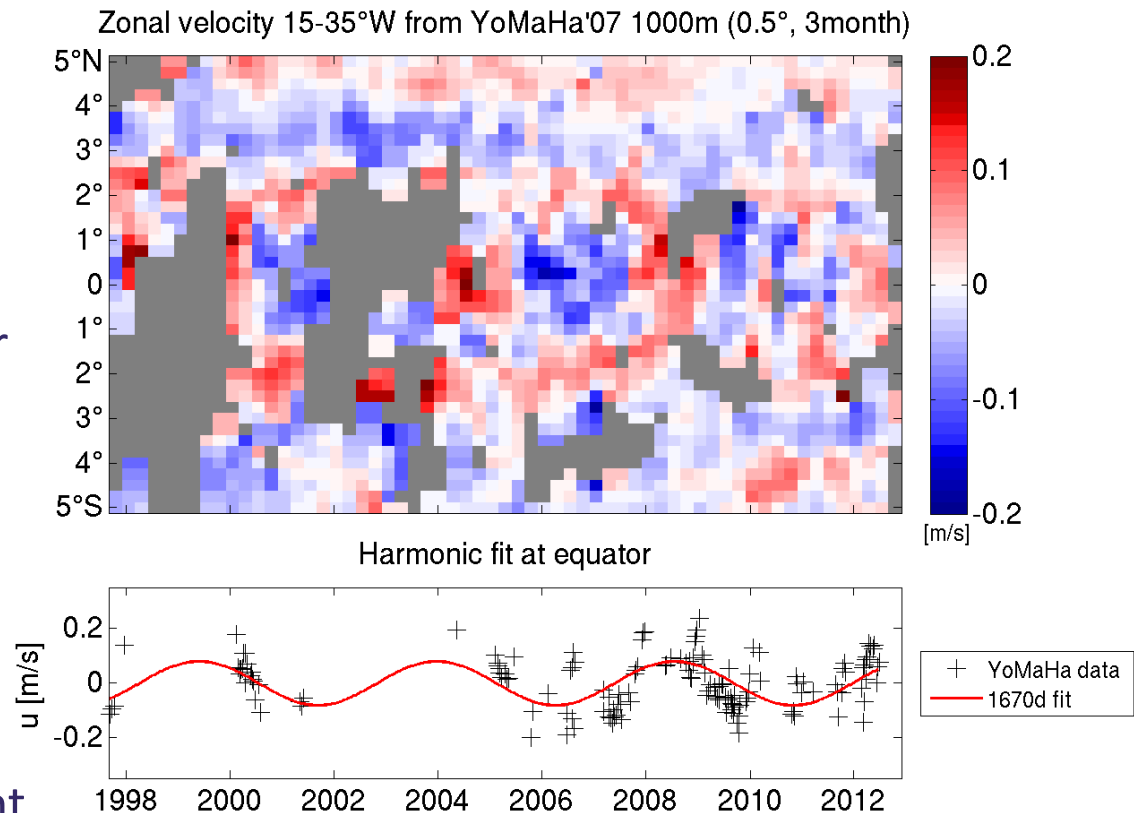 Zonal velocity 15-35°W from YoMaHa'07 1000m (0.5°, 3month)
5°N
4°
3°
2°
1°
0
1°
2°
3°
4°
5°S
0.2
0.1
0
-0.1
-0.2
[m/s]
r
Harmonic fit at equator
u [m/s]
0.2
0
-0.2
1998 2000 2002 2004 2006 2008 2010 2012
YoMaHa data
1670d fit
nt